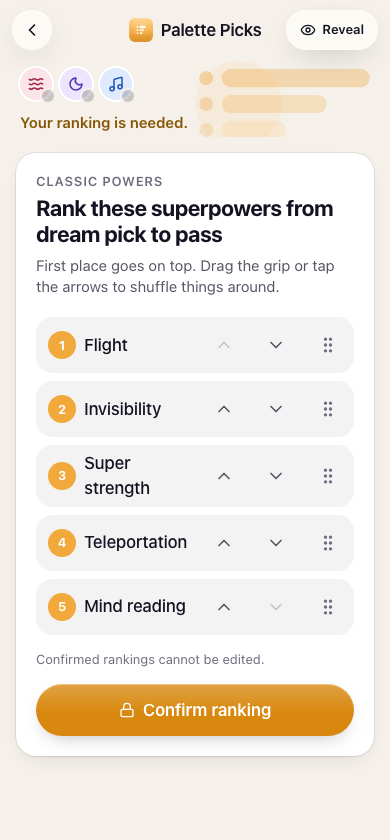 Palette Picks
Reveal
Your ranking is needed.
CLASSIC POWERS
Rank these superpowers from
dream pick to pass
First place goes on top. Drag the grip or tap
the arrows to shuffle things around.
1 Flight
2 Invisibility
3 Super
strength
4 Teleportation
5 Mind reading
Confirmed rankings cannot be edited.
Confirm ranking